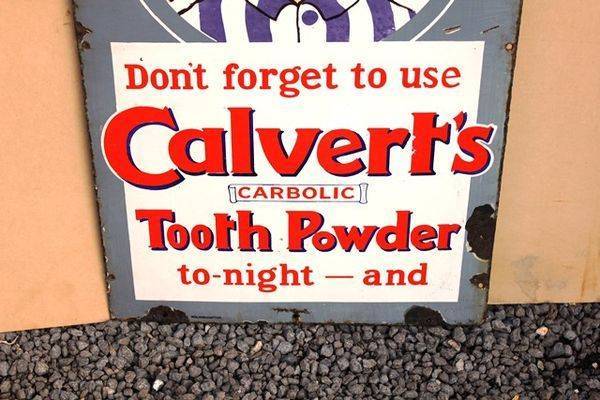 Don't forget to use
Calvert's
CARBOLIC
Tooth Powder
to-night — and